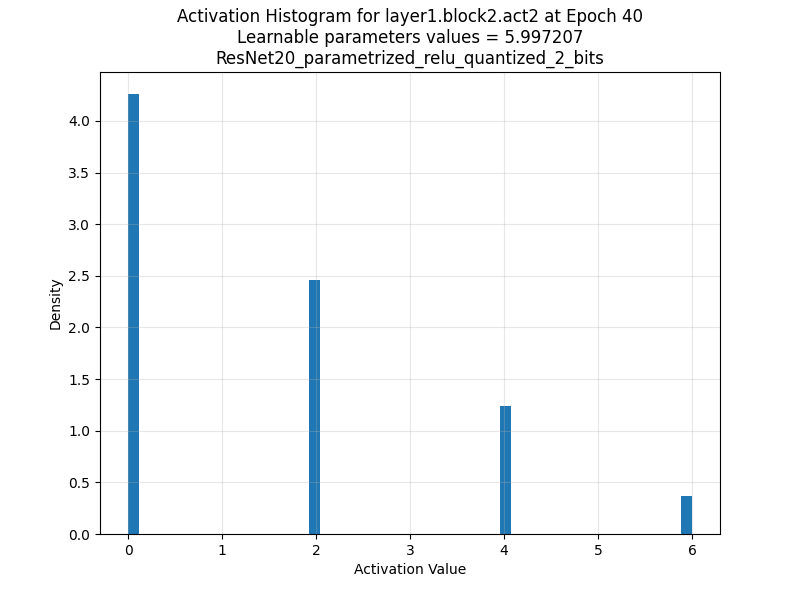 Activation Histogram for layer1.block2.act2 at Epoch 40
Learnable parameters values = 5.997207
ResNet20_parametrized_relu_quantized_2_bits
Density
4.0
3.5
3.0
2.5
2.0
1.5
1.0
0.5
0.0
0 1 2 3 4 5 6
Activation Value